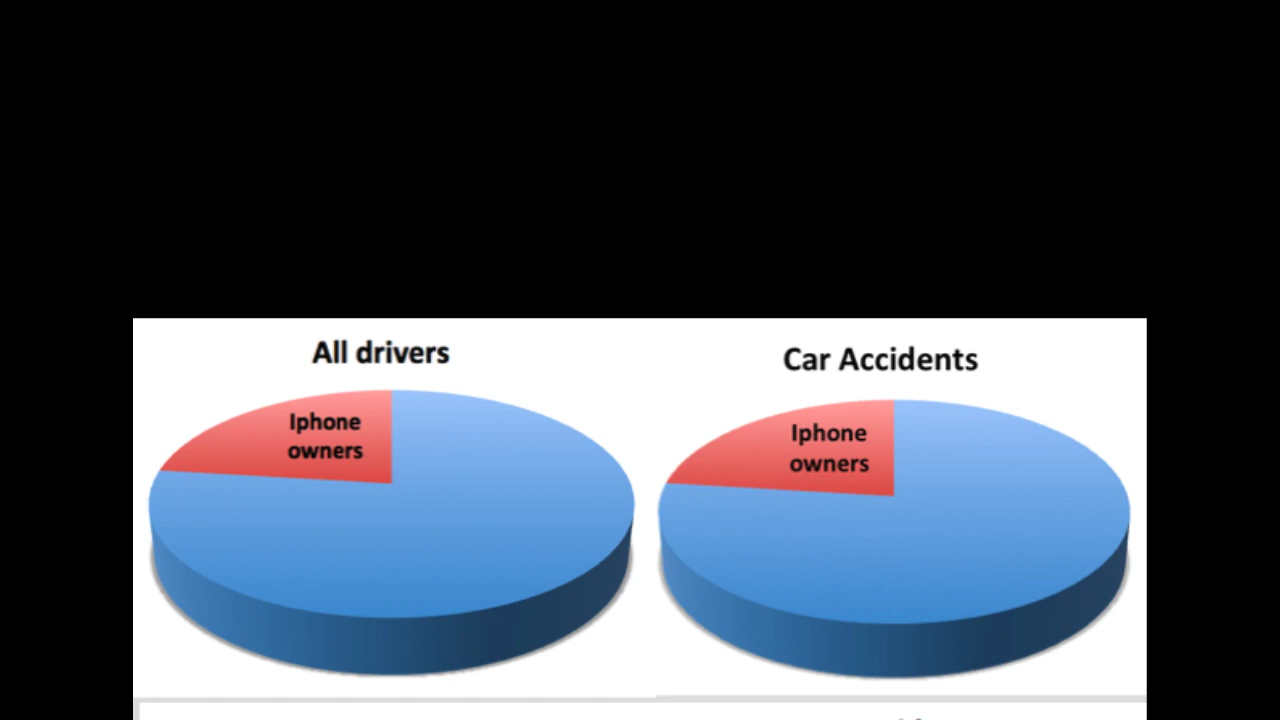 All drivers
Iphone
owners
Car Accidents
Iphone
owners